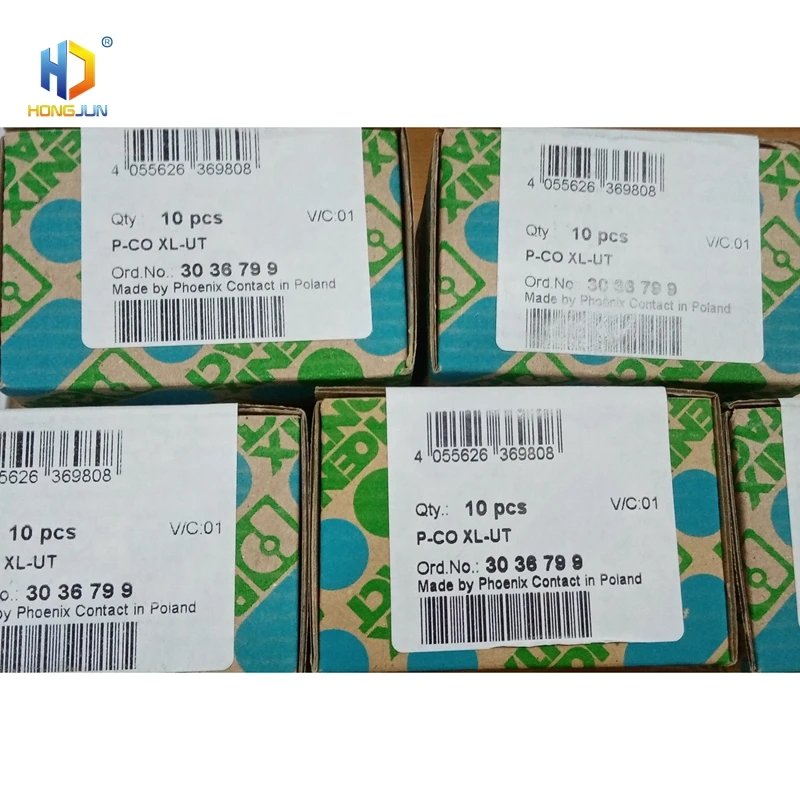 HONGJUN
®
4 055626 369808
Qty: 10 pcs V/C:01
P-CO XL-UT
Ord.No.: 30 36 79 9
Made by Phoenix Contact in Poland
4 055626 369808
Qty 10 pcs V/C:01
P-CO XL-UT
Ord.No 30 36 79 9
Made by Phoenix Contact in Poland
055626 369808
10 pcs V/C:01
XL-UT
o.: 30 36 79 9
by Phoenix Contact in Poland
4 055626 369808
Qty.: 10 pcs V/C:01
P-CO XL-UT
Ord.No.: 30 36 79 9
Made by Phoenix Contact in Poland